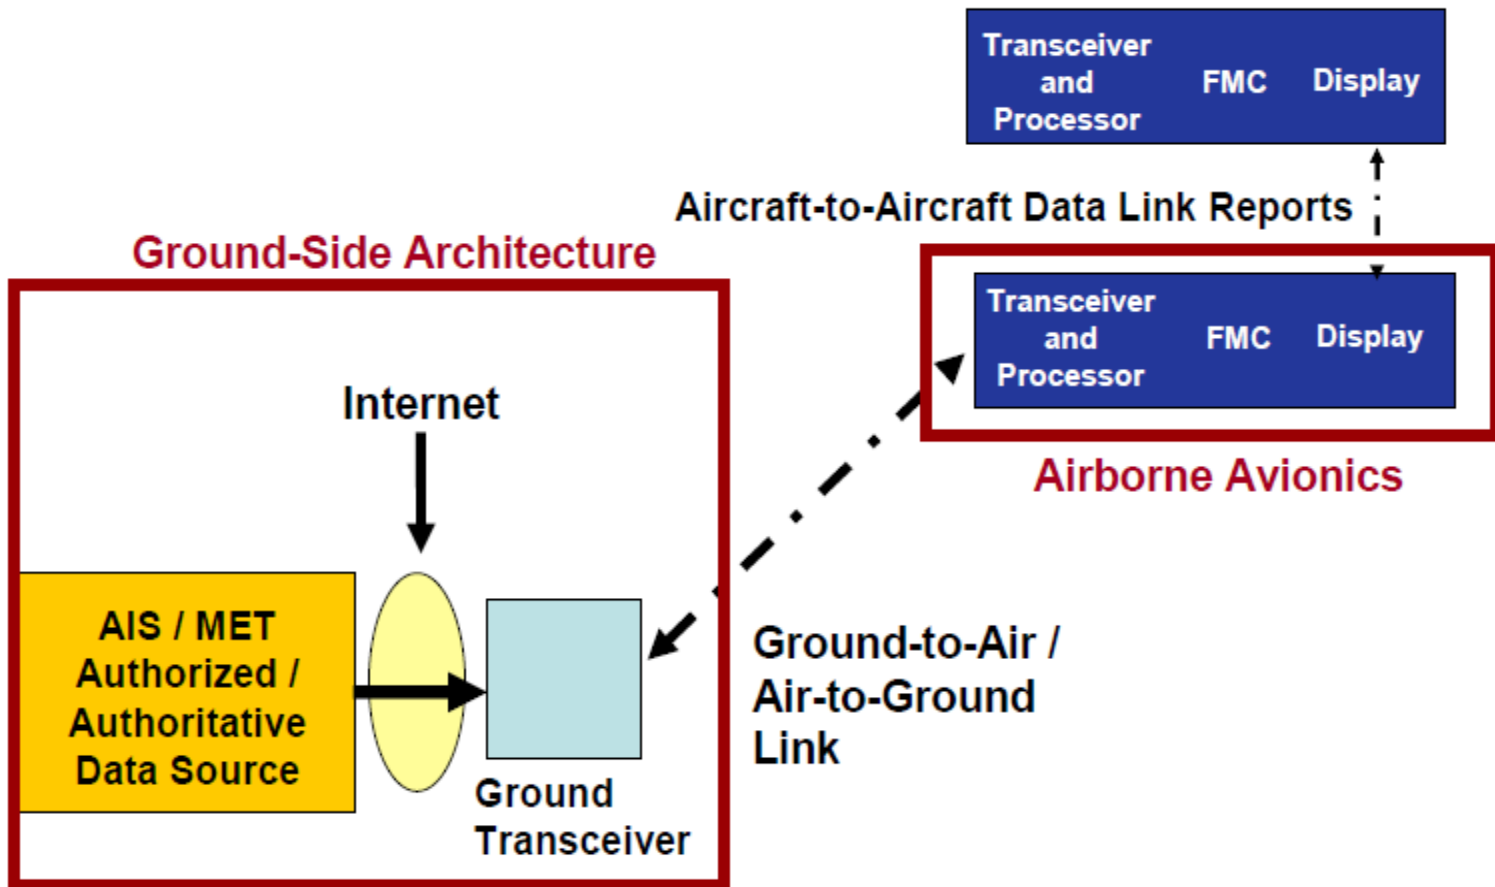 Transceiver
and
Processor
FMC
Display
Aircraft-to-Aircraft Data Link Reports
Ground-Side Architecture
Transceiver
and
Processor
FMC
Display
Airborne Avionics
Internet
AIS / MET
Authorized /
Authoritative
Data Source
Ground
Transceiver
Ground-to-Air /
Air-to-Ground
Link